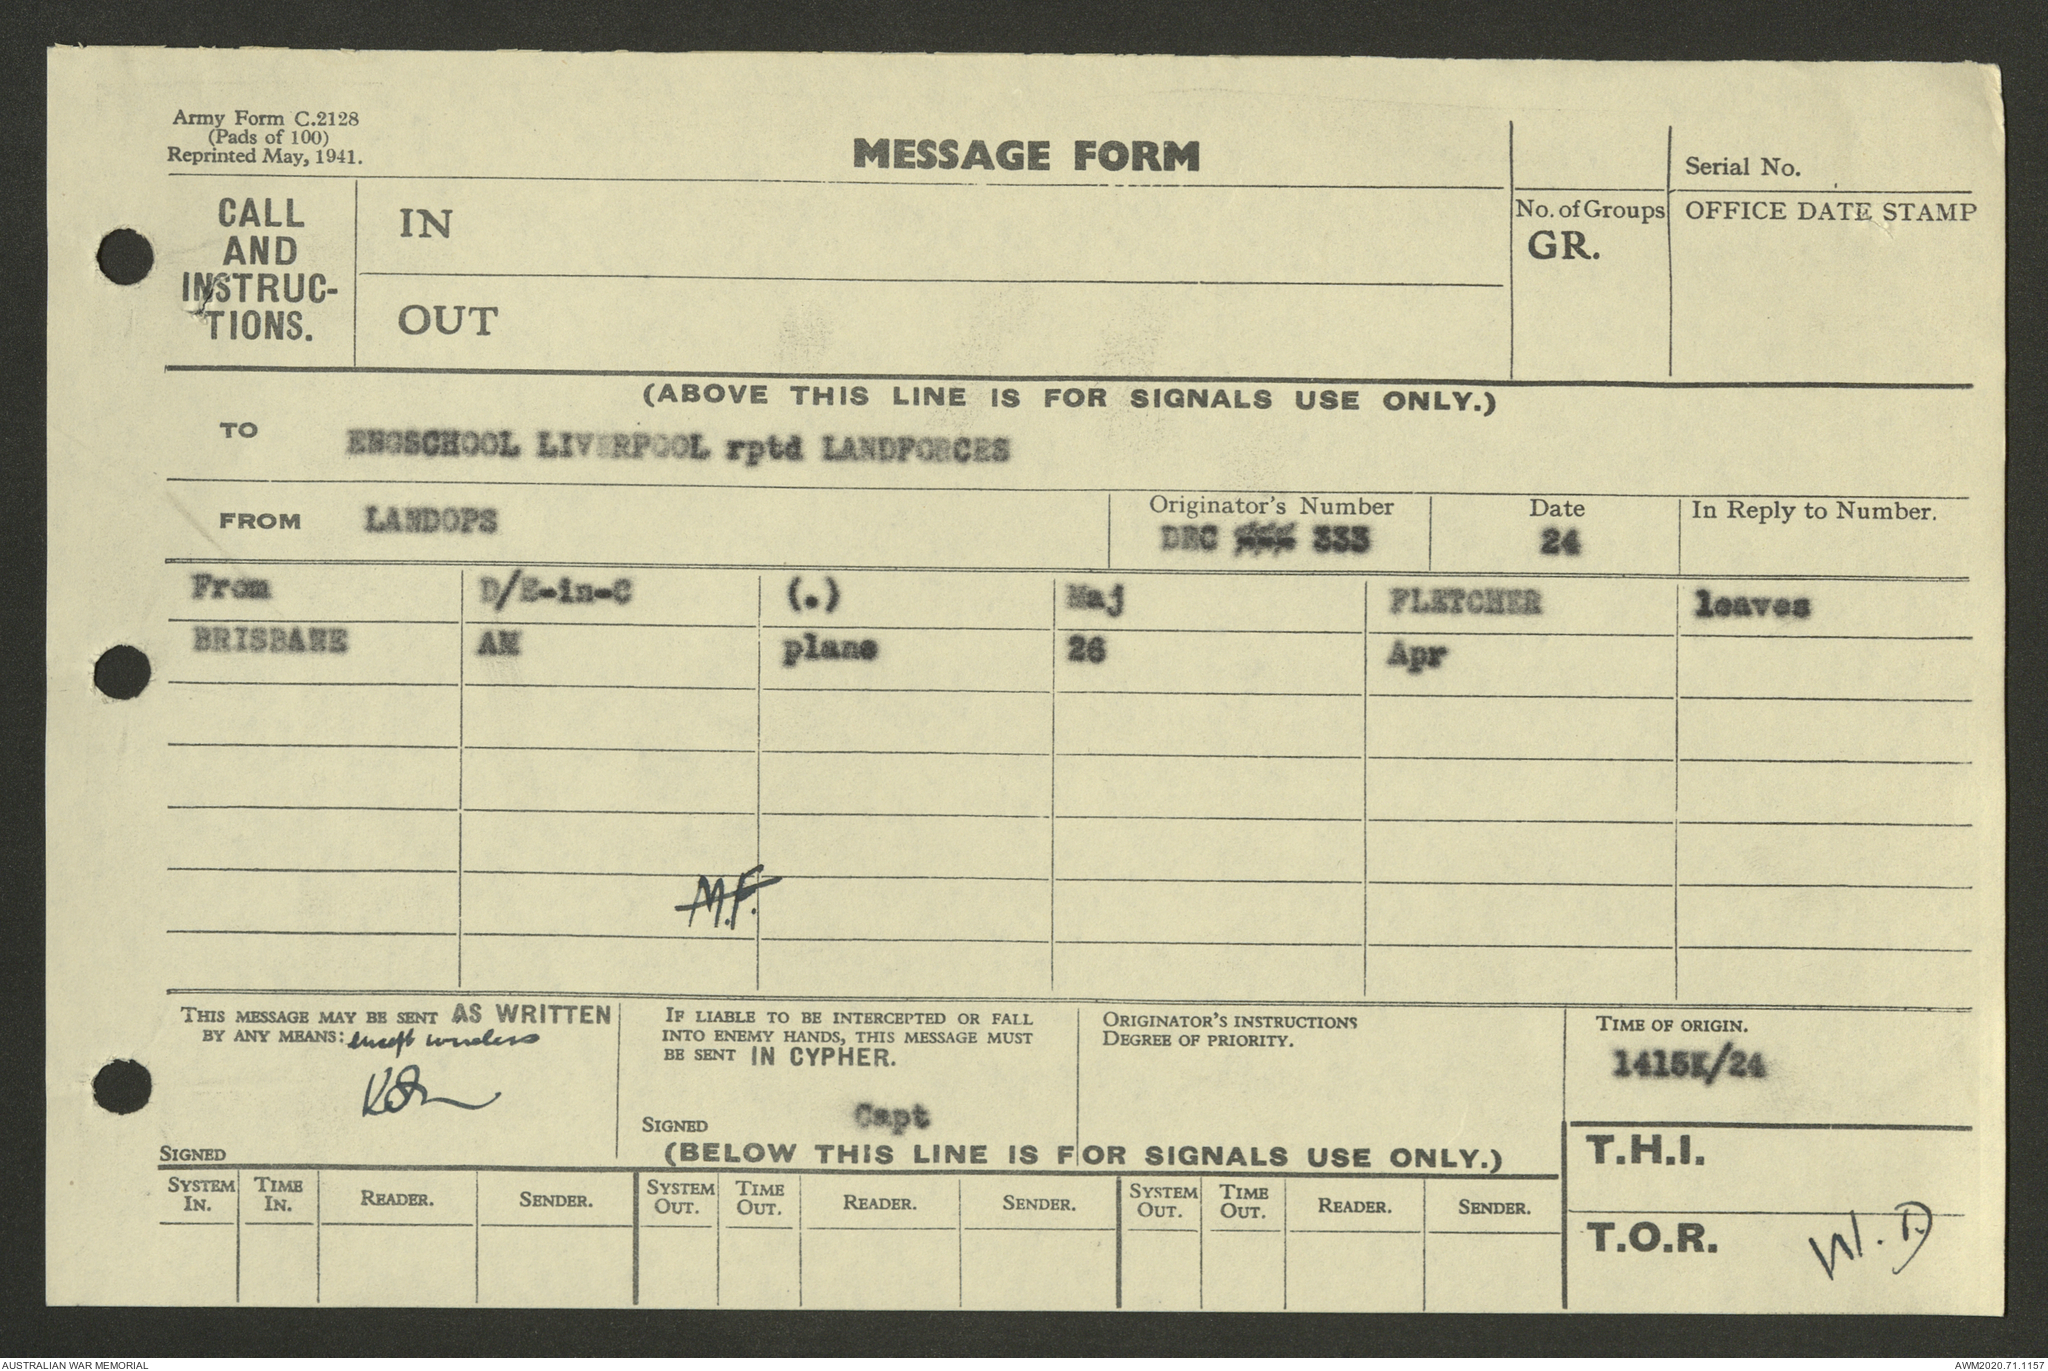 Army Form C.2128
(Pads of 100)
Reprinted May, 1941.
MESSAGE FORM
Serial No.
CALL AND INSTRUC-TIONS.
IN
OUT
No. of Groups
GR.
OFFICE DATE STAMP
(ABOVE THIS LINE IS FOR SIGNALS USE ONLY.)
TO ENGSCHOOL LIVERPOOL rptd LANDFORCES
FROM LANDOPS
Originator's Number
DEC 333
Date
24
In Reply to Number.
From D/E-in-C (.) Maj FLETCHER leaves
BRISBANE AM plane 26 Apr
M.F.
THIS MESSAGE MAY BE SENT AS WRITTEN
BY ANY MEANS: except wireless
SIGNED
IF LIABLE TO BE INTERCEPTED OR FALL
INTO ENEMY HANDS, THIS MESSAGE MUST
BE SENT IN CYPHER.
SIGNED Capt
ORIGINATOR'S INSTRUCTIONS
DEGREE OF PRIORITY.
TIME OF ORIGIN.
1415K/24
(BELOW THIS LINE IS FOR SIGNALS USE ONLY.)
T.H.I.
T.O.R.
W.D
SYSTEM IN. TIME IN. READER. SENDER. SYSTEM OUT. TIME OUT. READER. SENDER. SYSTEM OUT. TIME OUT. READER. SENDER.
AUSTRALIAN WAR MEMORIAL
AWM2020.71.1157